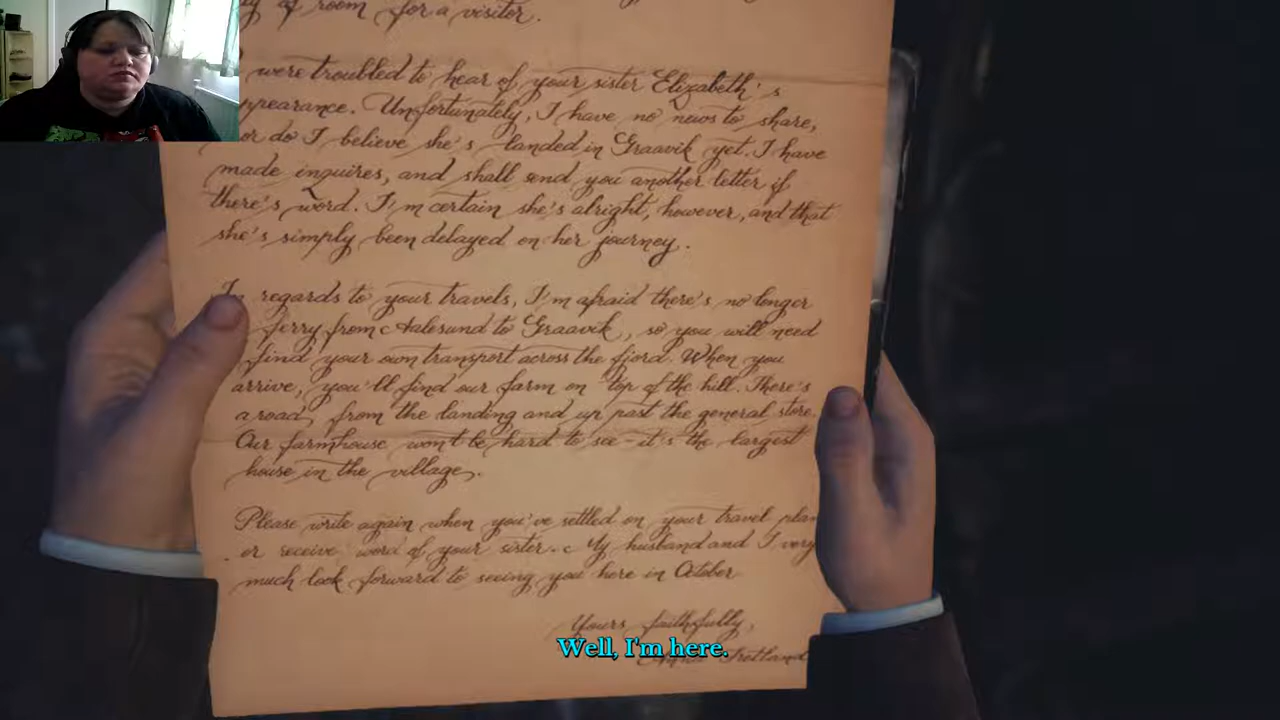 of room for a visitor.
were troubled to hear of your sister Elizabeth's
ppearance. Unfortunately, I have no news to share,
or do I believe she's landed in Graavik yet. I have
made inquires, and shall send you another letter if
there's word. I'm certain she's alright, however, and that
she's simply been delayed on her journey.
In regards to your travels, I'm afraid there's no longer
ferry from Aalesund to Graavik, so you will need
find your own transport across the fjord. When you
arrive, you'll find our farm on top of the hill. There's
a road, from the landing and up past the general store.
Our farmhouse won't be hard to see - it's the largest
house in the village.
Please write again when you've settled on your travel plan
or receive word of your sister. My husband and I very
much look forward to seeing you here in October
Yours faithfully,
Well, I'm here.